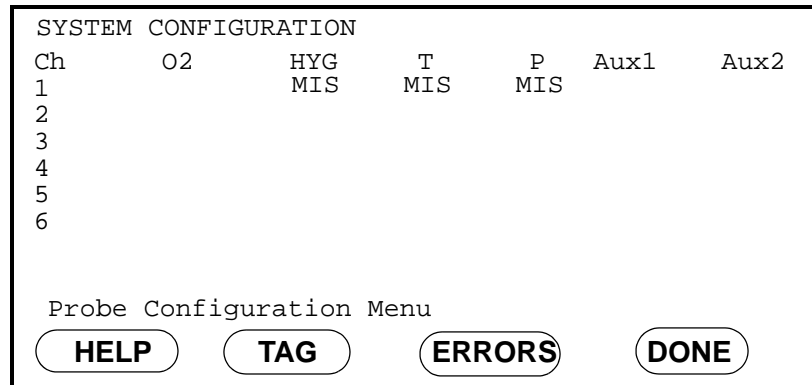 SYSTEM CONFIGURATION
Ch O2 HYG T P Aux1 Aux2
1 MIS MIS MIS
2
3
4
5
6
Probe Configuration Menu
HELP TAG ERRORS DONE